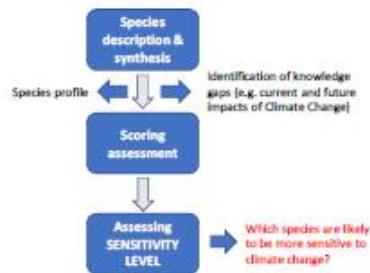 Species
description &
synthesis
Species profile
Identification of knowledge
gaps (e.g. current and future
impacts of Climate Change)
Scoring
assessment
Assessing
SENSITIVITY
LEVEL
Which species are likely
to be more sensitive to
climate change?